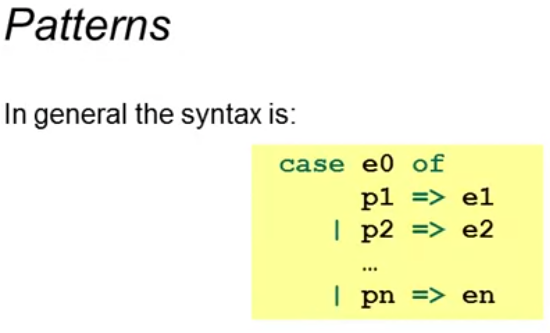 Patterns
In general the syntax is:
case e0 of
p1 => e1
| p2 => e2
…
| pn => en